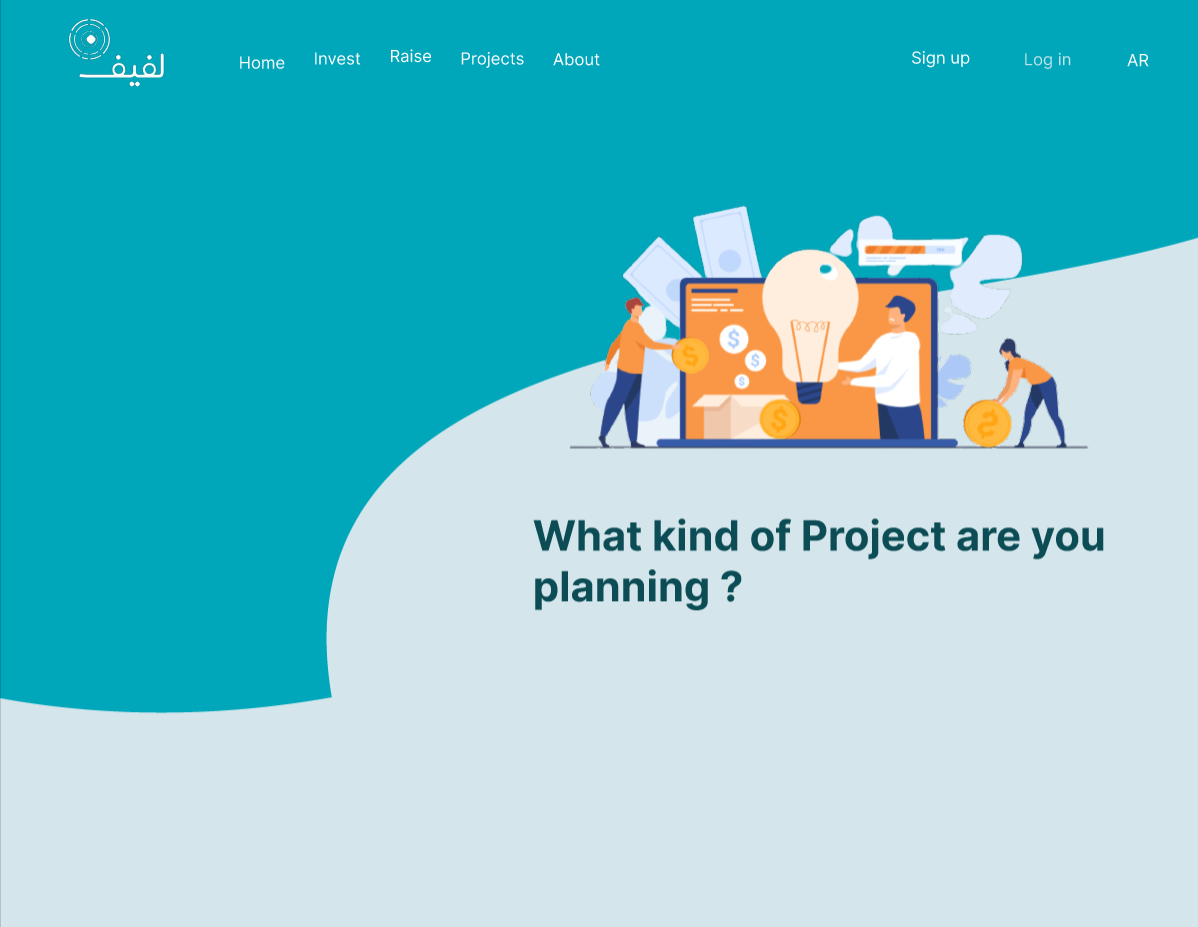 لفيف
Home Invest Raise Projects About Sign up Log in AR
What kind of Project are you
planning ?